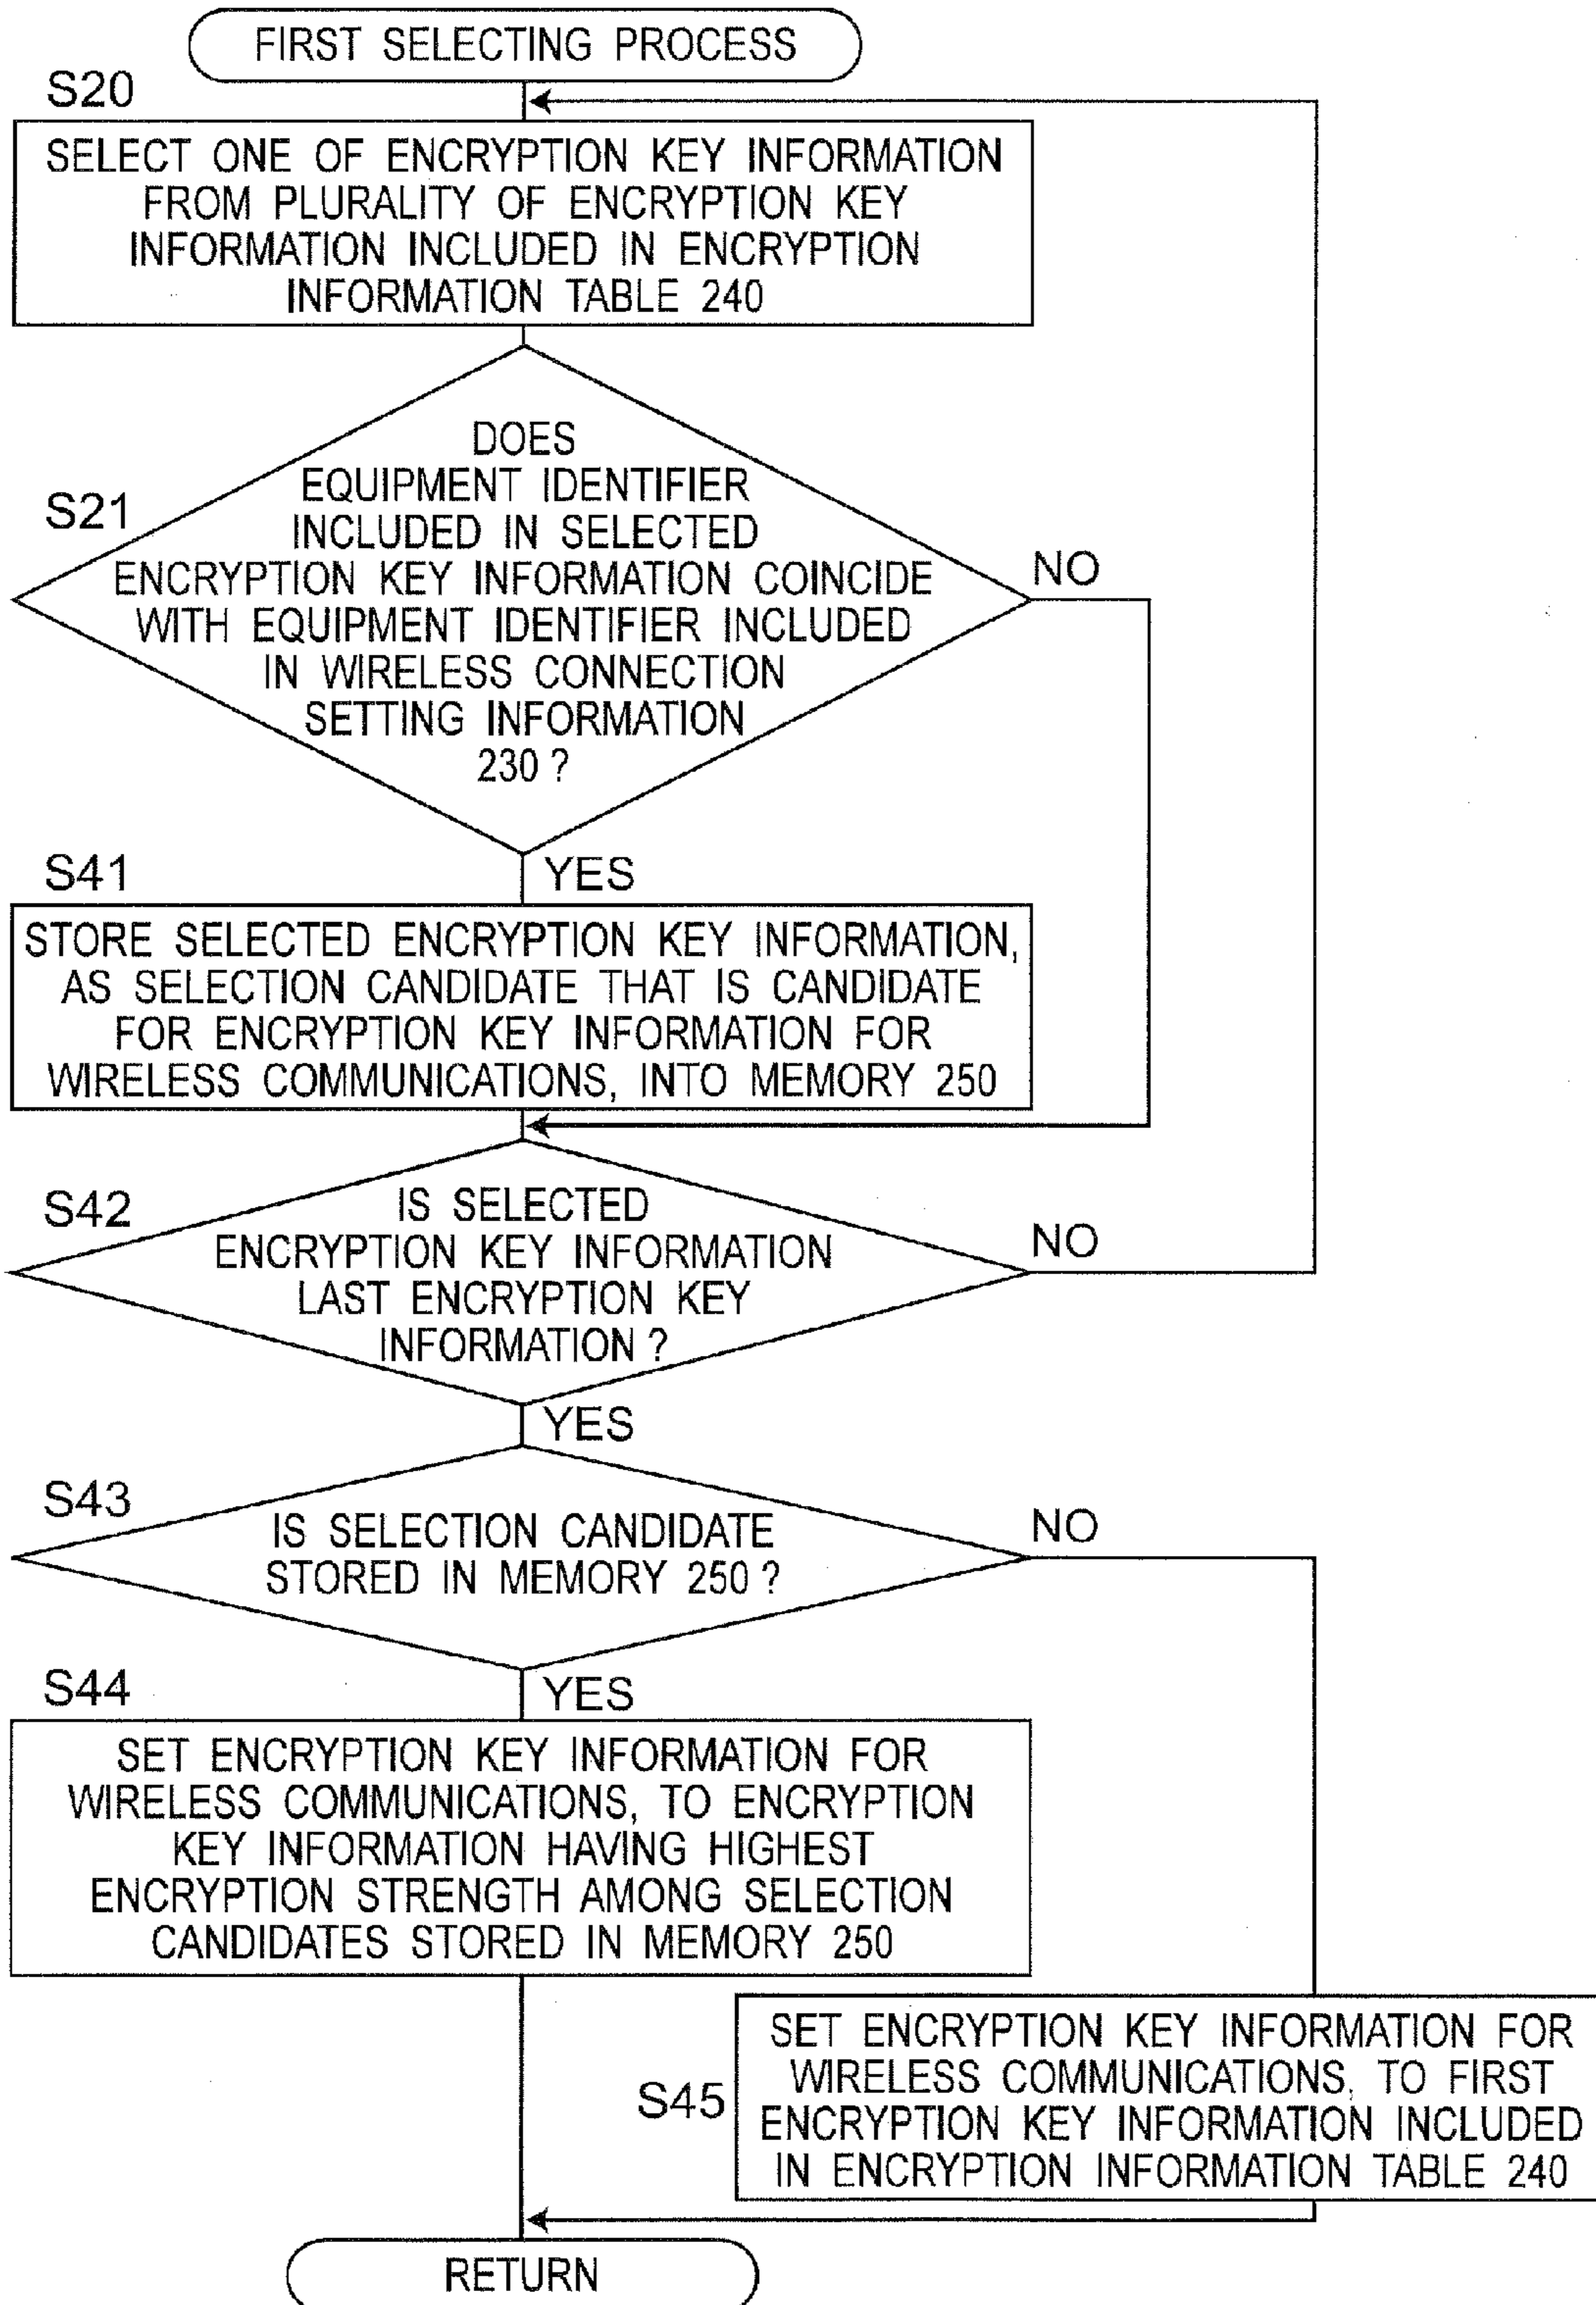 FIRST SELECTING PROCESS
S20
SELECT ONE OF ENCRYPTION KEY INFORMATION
FROM PLURALITY OF ENCRYPTION KEY
INFORMATION INCLUDED IN ENCRYPTION
INFORMATION TABLE 240
S21
DOES
EQUIPMENT IDENTIFIER
INCLUDED IN SELECTED
ENCRYPTION KEY INFORMATION COINCIDE
WITH EQUIPMENT IDENTIFIER INCLUDED
IN WIRELESS CONNECTION
SETTING INFORMATION
230 ?
NO
YES
S41
STORE SELECTED ENCRYPTION KEY INFORMATION,
AS SELECTION CANDIDATE THAT IS CANDIDATE
FOR ENCRYPTION KEY INFORMATION FOR
WIRELESS COMMUNICATIONS, INTO MEMORY 250
S42
IS SELECTED
ENCRYPTION KEY INFORMATION
LAST ENCRYPTION KEY
INFORMATION ?
NO
YES
S43
IS SELECTION CANDIDATE
STORED IN MEMORY 250 ?
NO
YES
S44
SET ENCRYPTION KEY INFORMATION FOR
WIRELESS COMMUNICATIONS, TO ENCRYPTION
KEY INFORMATION HAVING HIGHEST
ENCRYPTION STRENGTH AMONG SELECTION
CANDIDATES STORED IN MEMORY 250
S45
SET ENCRYPTION KEY INFORMATION FOR
WIRELESS COMMUNICATIONS, TO FIRST
ENCRYPTION KEY INFORMATION INCLUDED
IN ENCRYPTION INFORMATION TABLE 240
RETURN